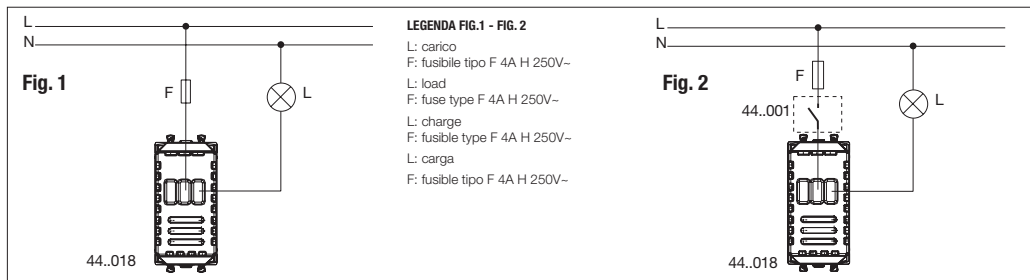 L
N
Fig. 1
F
L
44..018
LEGENDA FIG.1 - FIG. 2
L: carico
F: fusibile tipo F 4A H 250V~
L: load
F: fuse type F 4A H 250V~
L: charge
F: fusible type F 4A H 250V~
L: carga
F: fusible tipo F 4A H 250V~
L
N
Fig. 2
F
44..001
L
44..018